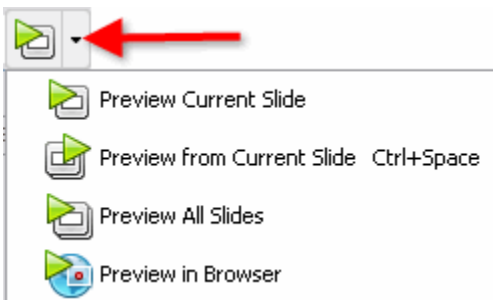 Preview Current Slide
Preview from Current Slide Ctrl+Space
Preview All Slides
Preview in Browser